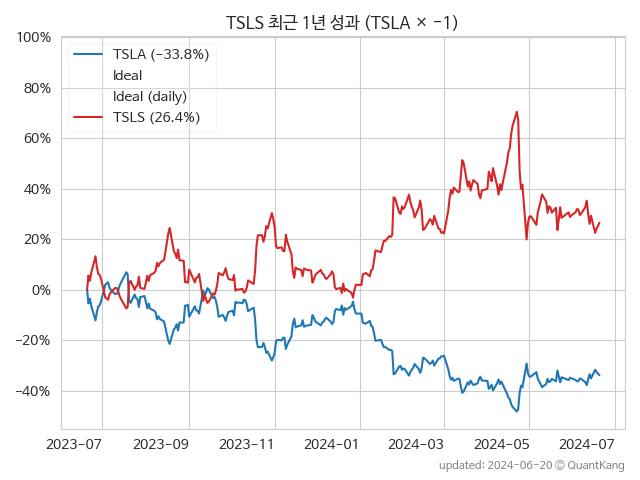 TSLS 최근 1년 성과 (TSLA × −1)
100%
80%
60%
40%
20%
0%
−20%
−40%
TSLA (−33.8%)
Ideal
Ideal (daily)
TSLS (26.4%)
2023−07
2023−09
2023−11
2024−01
2024−03
2024−05
2024−07
updated: 2024-06-20 © QuantKang